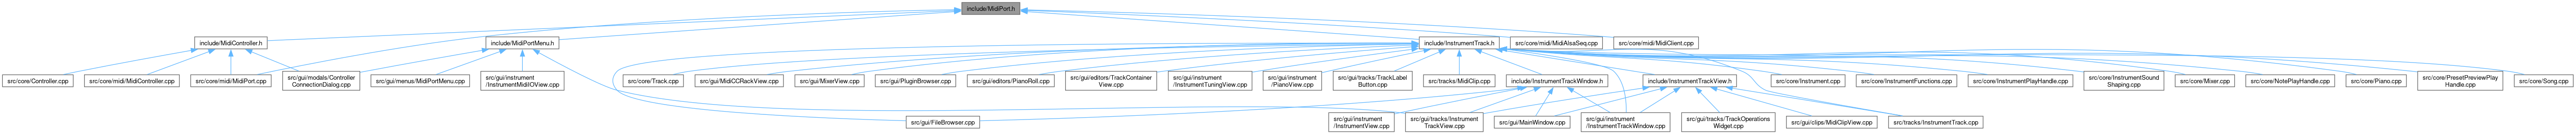 include/MidiPort.h
include/MidiController.h
include/MidiPortMenu.h
include/InstrumentTrack.h
src/core/midi/MidiAlsaSeq.cpp
src/core/midi/MidiClient.cpp
src/core/Controller.cpp
src/core/midi/MidiController.cpp
src/core/midi/MidiPort.cpp
src/gui/modals/Controller
ConnectionDialog.cpp
src/gui/menus/MidiPortMenu.cpp
src/gui/instrument
/InstrumentMidiIOView.cpp
src/core/Track.cpp
src/gui/MidiCCRackView.cpp
src/gui/MixerView.cpp
src/gui/PluginBrowser.cpp
src/gui/editors/PianoRoll.cpp
src/gui/editors/TrackContainer
View.cpp
src/gui/instrument
/InstrumentTuningView.cpp
src/gui/instrument
/PianoView.cpp
src/gui/tracks/TrackLabel
Button.cpp
src/tracks/MidiClip.cpp
include/InstrumentTrackWindow.h
include/InstrumentTrackView.h
src/core/Instrument.cpp
src/core/InstrumentFunctions.cpp
src/core/InstrumentPlayHandle.cpp
src/core/InstrumentSound
Shaping.cpp
src/core/Mixer.cpp
src/core/NotePlayHandle.cpp
src/core/Piano.cpp
src/core/PresetPreviewPlay
Handle.cpp
src/core/Song.cpp
src/gui/FileBrowser.cpp
src/gui/instrument
/InstrumentView.cpp
src/gui/tracks/Instrument
TrackView.cpp
src/gui/MainWindow.cpp
src/gui/instrument
/InstrumentTrackWindow.cpp
src/gui/tracks/TrackOperations
Widget.cpp
src/gui/clips/MidiClipView.cpp
src/tracks/InstrumentTrack.cpp